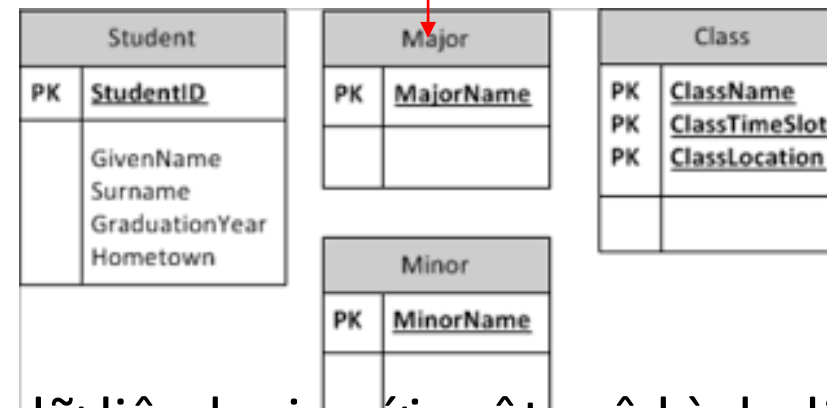 Student
PK StudentID
GivenName
Surname
GraduationYear
Hometown
Major
PK MajorName
Minor
PK MinorName
Class
PK ClassName
PK ClassTimeSlot
PK ClassLocation